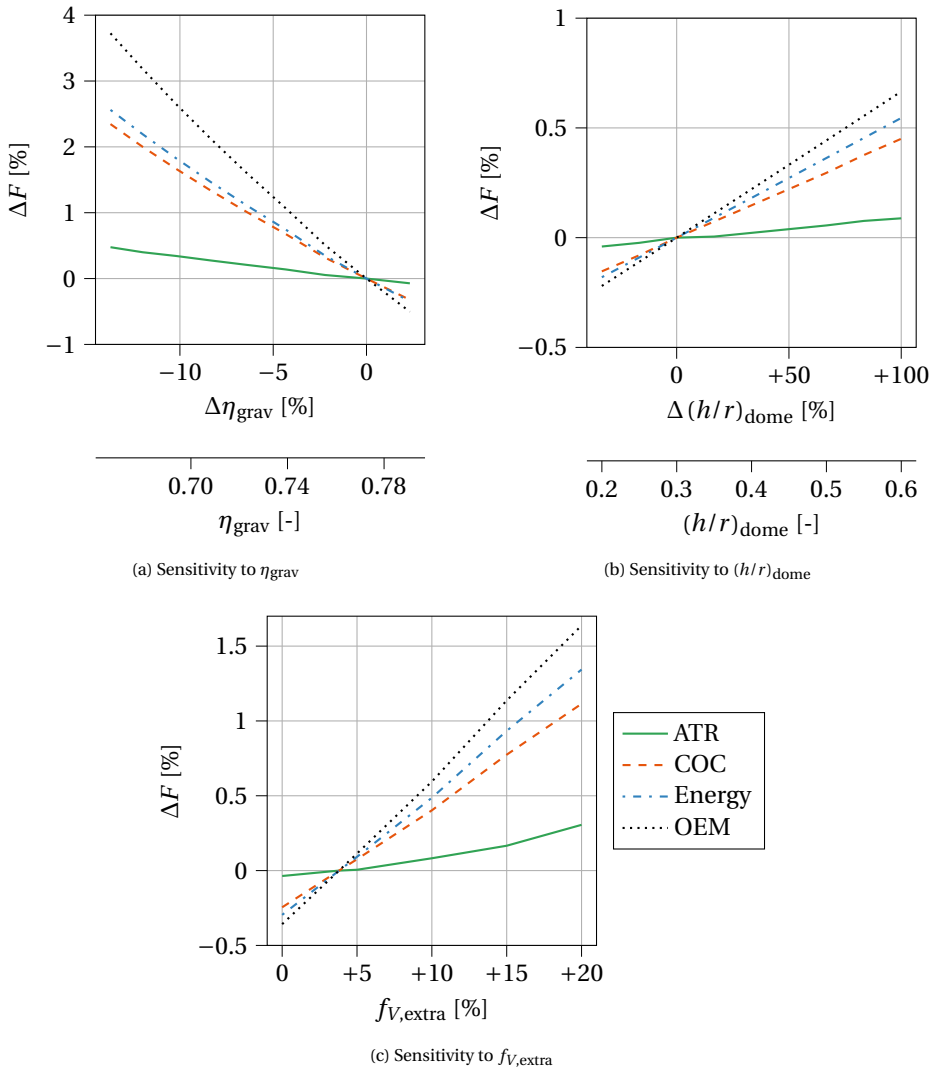 4
3
2
1
0
−1
ΔF [%]
−10 −5 0
Δη_grav [%]
0.70 0.74 0.78
η_grav [-]
(a) Sensitivity to η_grav
1
0.5
0
−0.5
ΔF [%]
0 +50 +100
Δ(h/r)_dome [%]
0.2 0.3 0.4 0.5 0.6
(h/r)_dome [-]
(b) Sensitivity to (h/r)_dome
1.5
1
0.5
0
−0.5
ΔF [%]
0 +5 +10 +15 +20
f_V,extra [%]
(c) Sensitivity to f_V,extra
ATR
COC
Energy
OEM